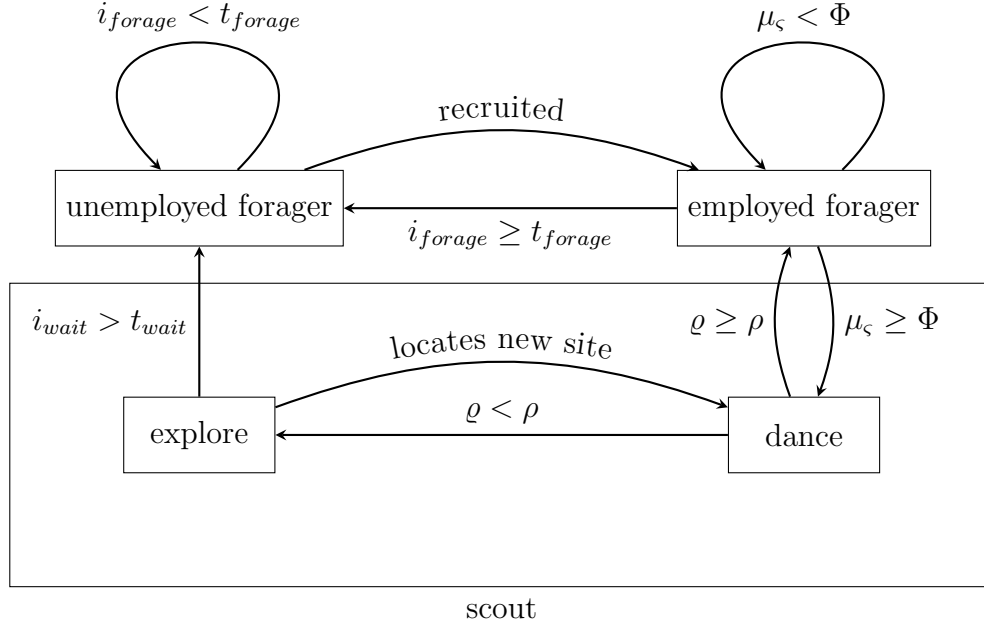 i_forage < t_forage
μ_ς < Φ
recruited
unemployed forager
employed forager
i_forage ≥ t_forage
i_wait > t_wait
ϱ ≥ ρ
μ_ς ≥ Φ
locates new site
ϱ < ρ
explore
dance
scout